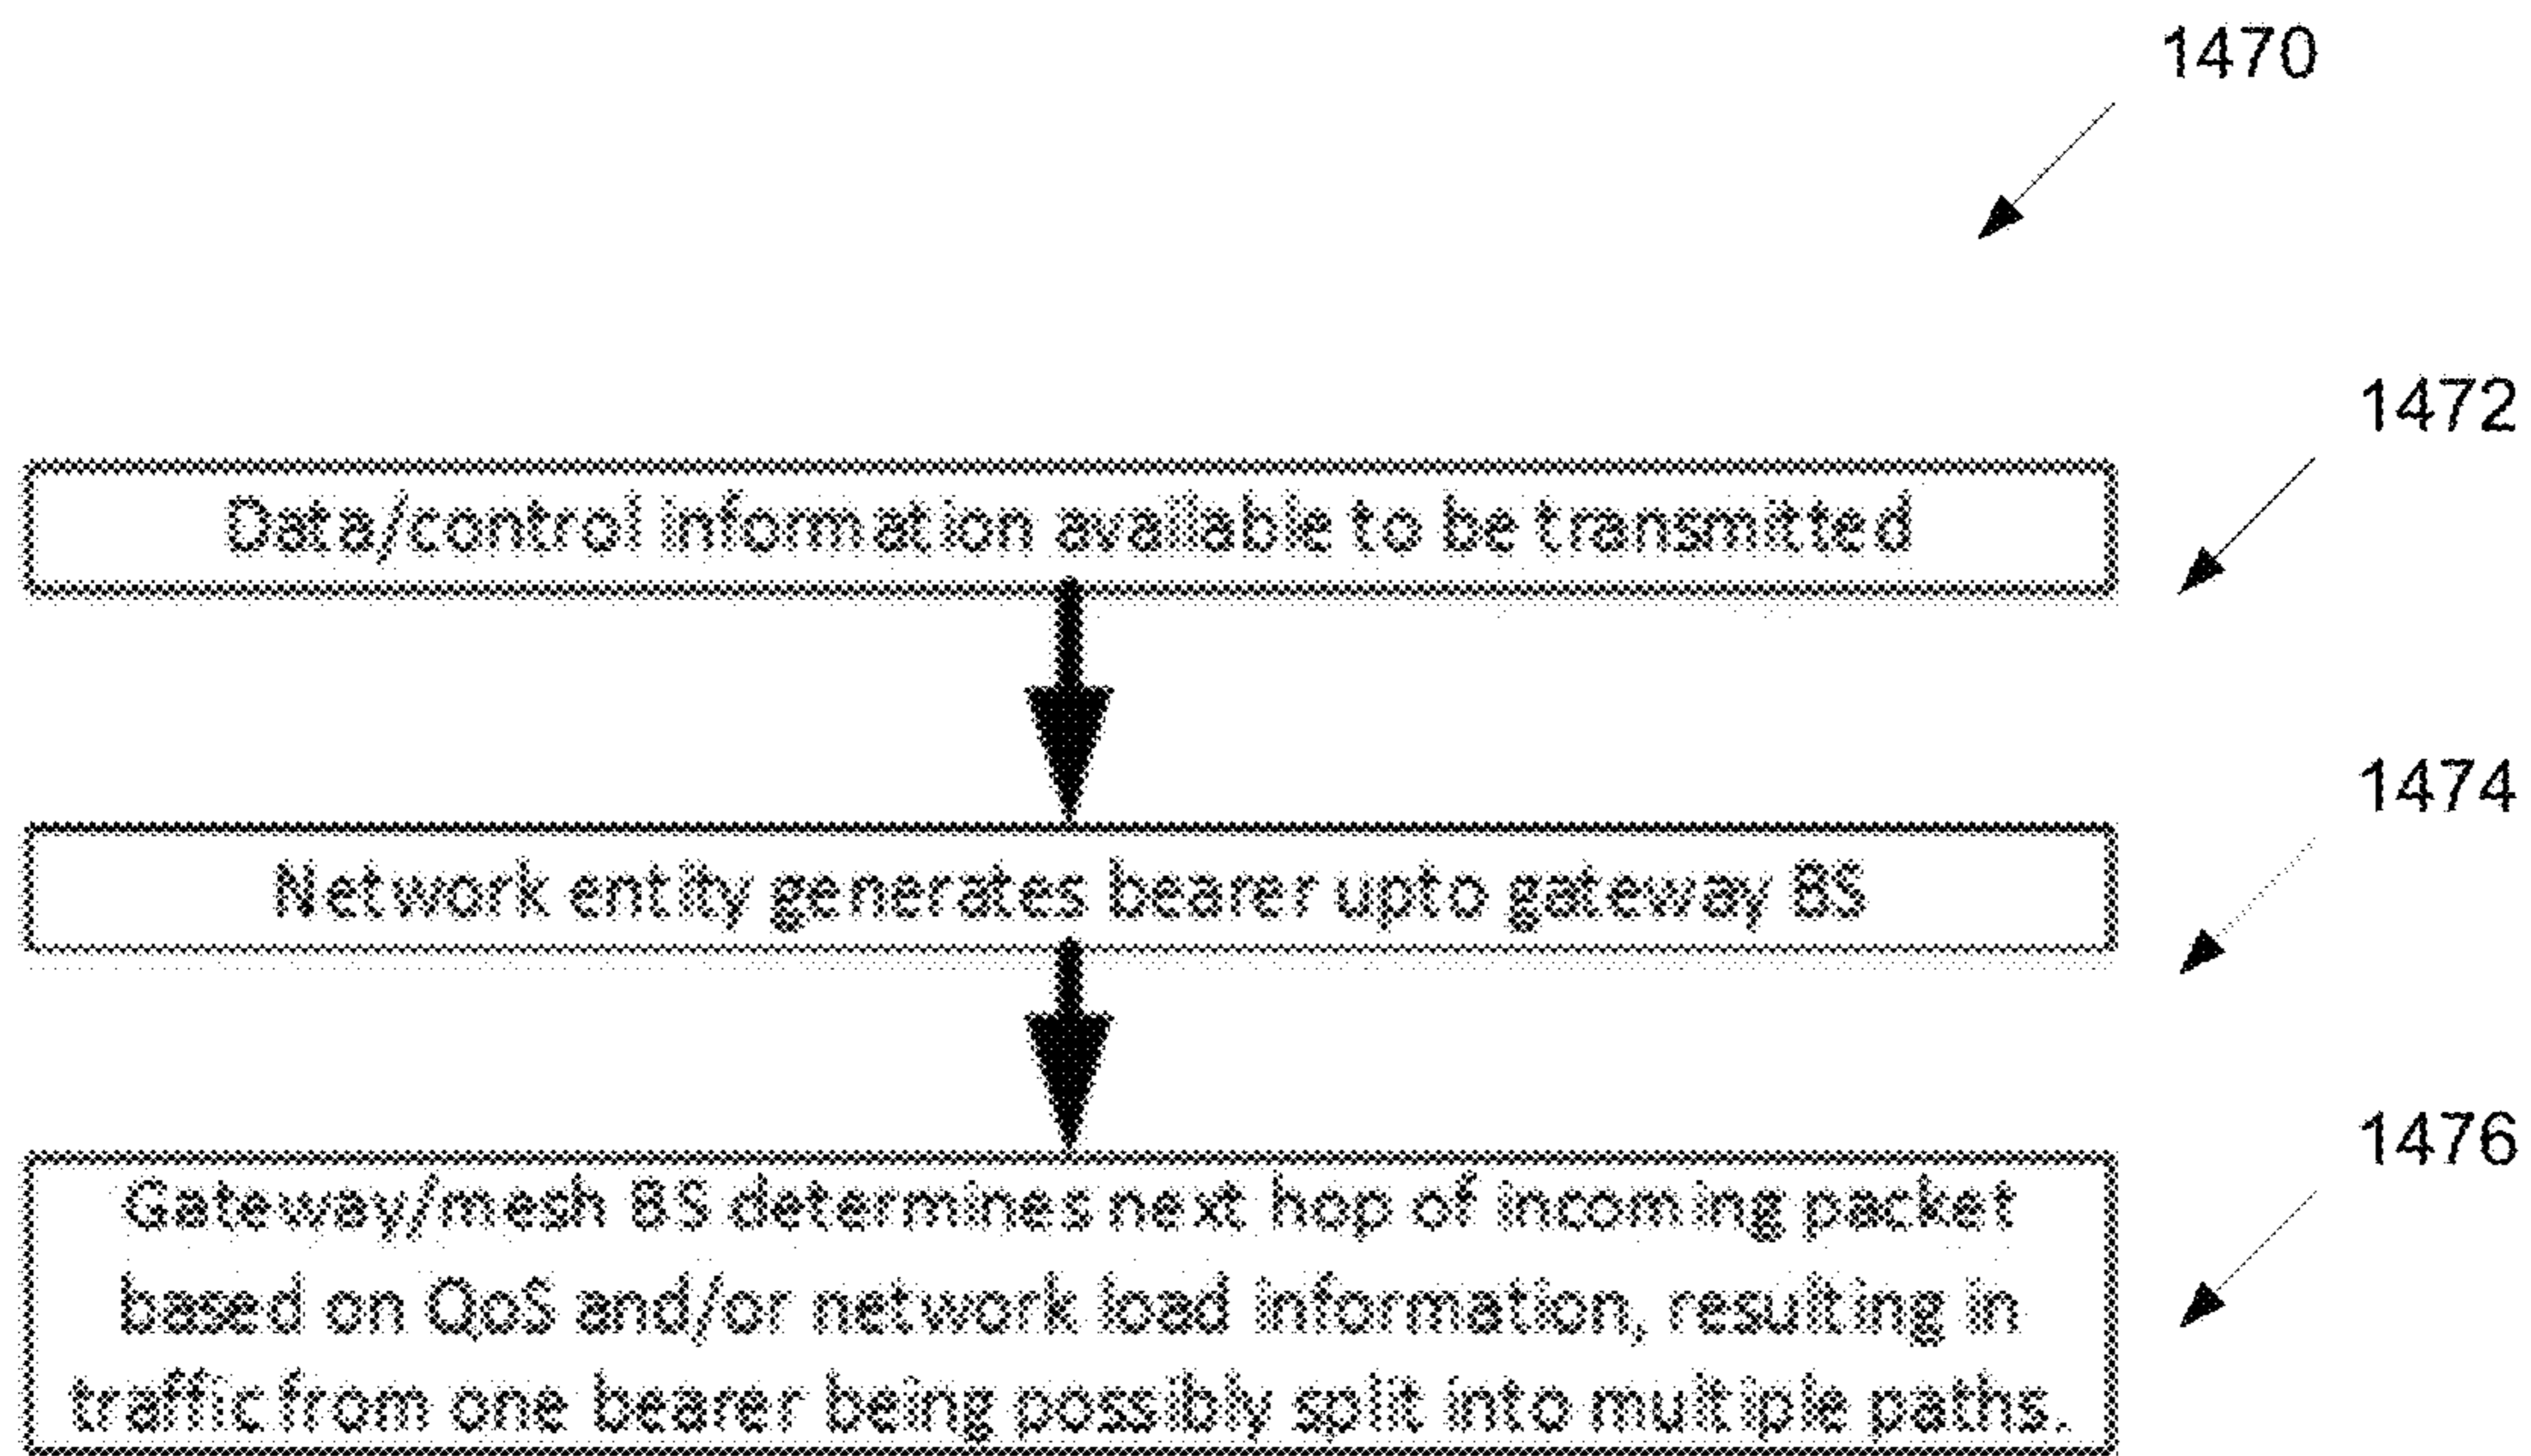 1470
1472
Data/control information available to be transmitted
1474
Network entity generates bearer upto gateway BS
1476
Gateway/mesh BS determines next hop of incoming packet
based on QoS and/or network load information, resulting in
traffic from one bearer being possibly split into multiple paths.